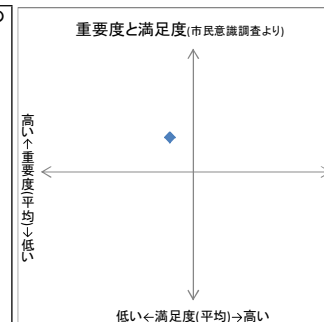 の
重要度と満足度(市民意識調査より)
高い↑重要度(平均)↓低い
低い←満足度(平均)→高い